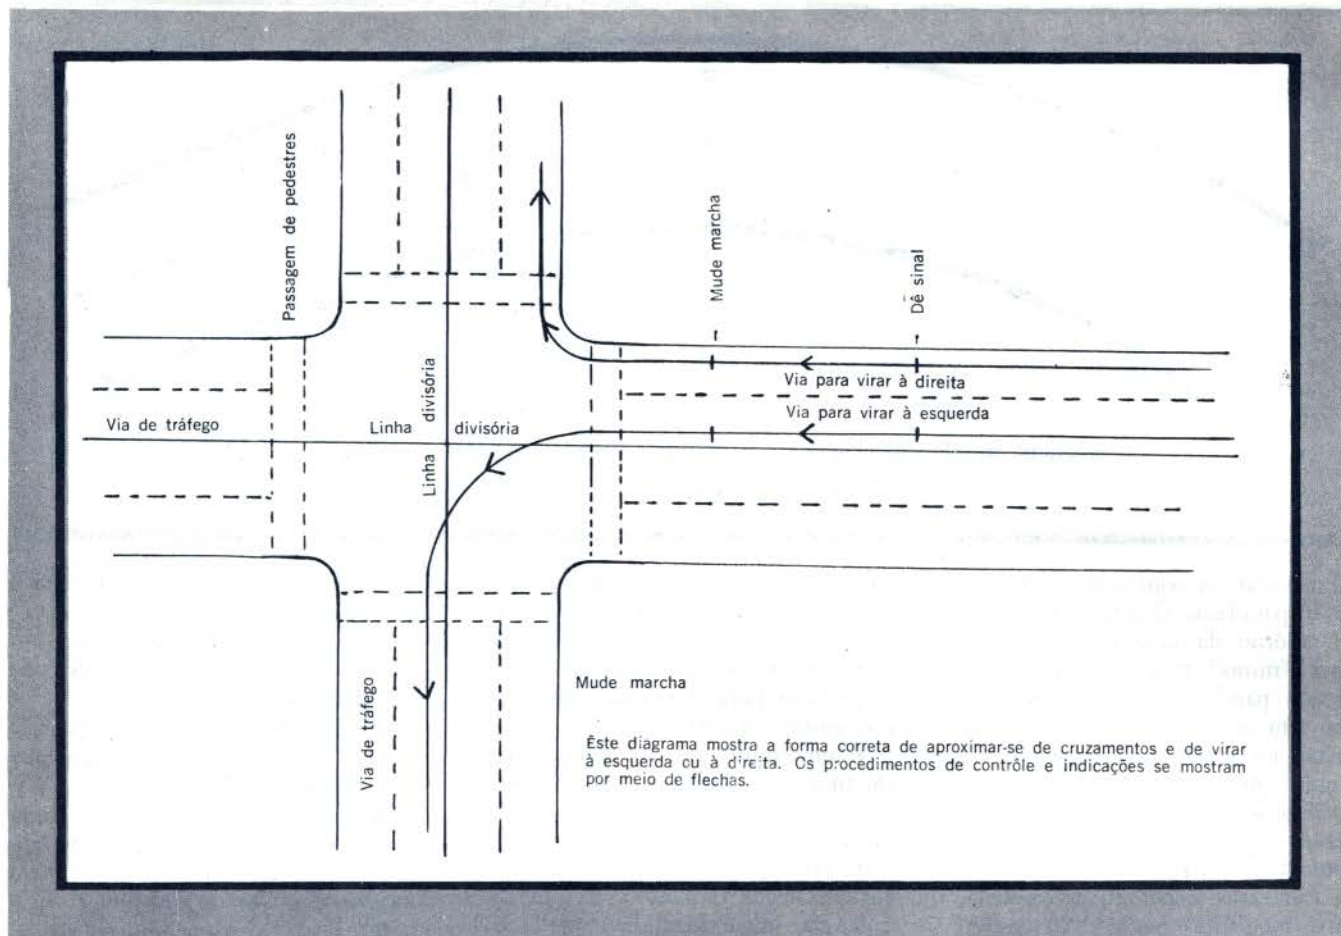 Passagem de pedestres
Mude marcha
Dê sinal
Via para virar à direita
Via para virar à esquerda
Via de tráfego
Linha divisória
Linha divisória
Via de tráfego
Mude marcha
Êste diagrama mostra a forma correta de aproximar-se de cruzamentos e de virar
à esquerda cu à direita. Cs procedimentos de contrôle e indicações se mostram
por meio de flechas.